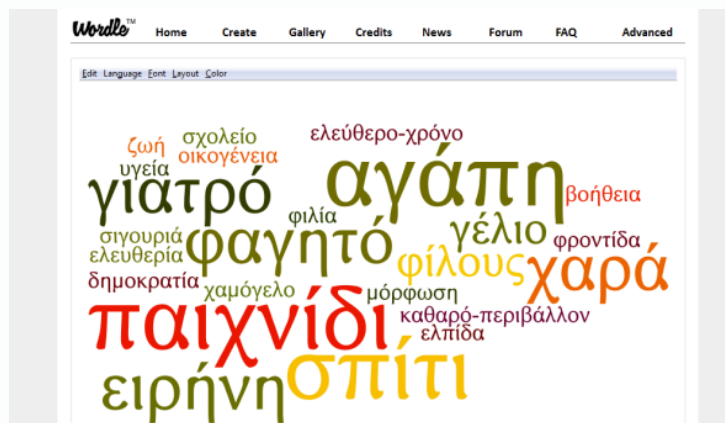 Wordle™ Home Create Gallery Credits News Forum FAQ Advanced
Edit Language Font Layout Color
ελεύθερο-χρόνο
σχολείο
ζωή
οικογένεια
υγεία
αγάπη
γιατρό
βοήθεια
φιλία
γέλιο
σιγουριά
φαγητό
φροντίδα
ελευθερία
φίλους
χαρά
δημοκρατία
χαμόγελο
μόρφωση
παιχνίδι
καθαρό-περιβάλλον
ελπίδα
σπίτι
ειρήνη